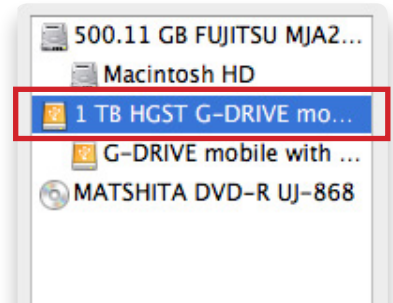 500.11 GB FUJITSU MJA2...
Macintosh HD
1 TB HGST G-DRIVE mo...
G-DRIVE mobile with ...
MATSHITA DVD-R UJ-868